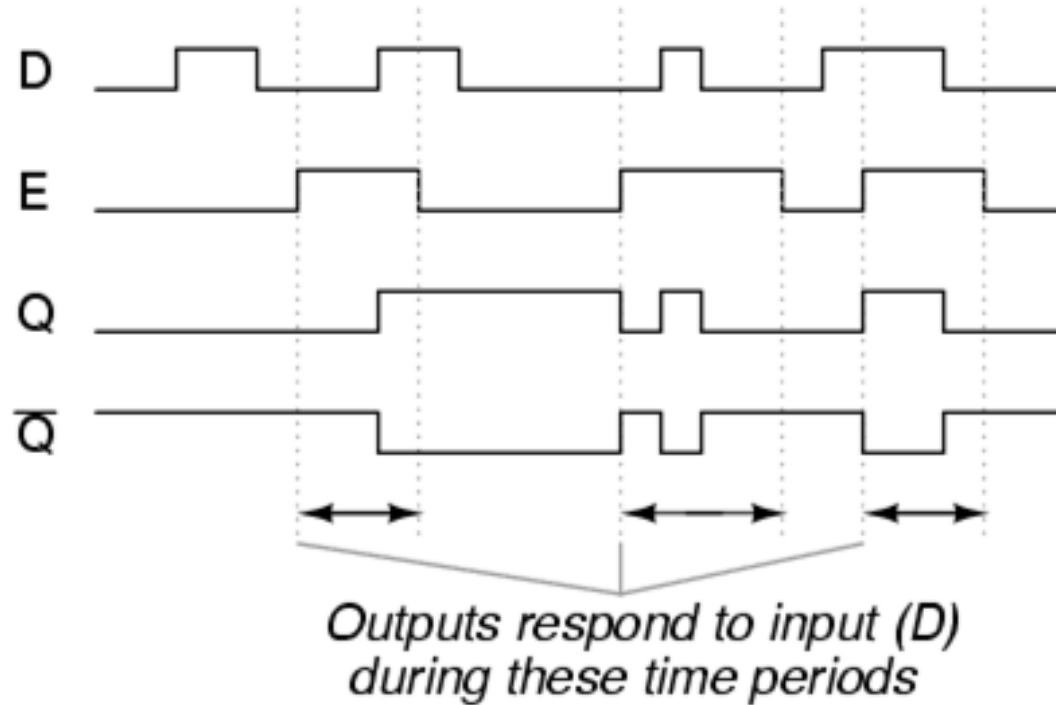 D
E
Q
Q̅
Outputs respond to input (D)
during these time periods